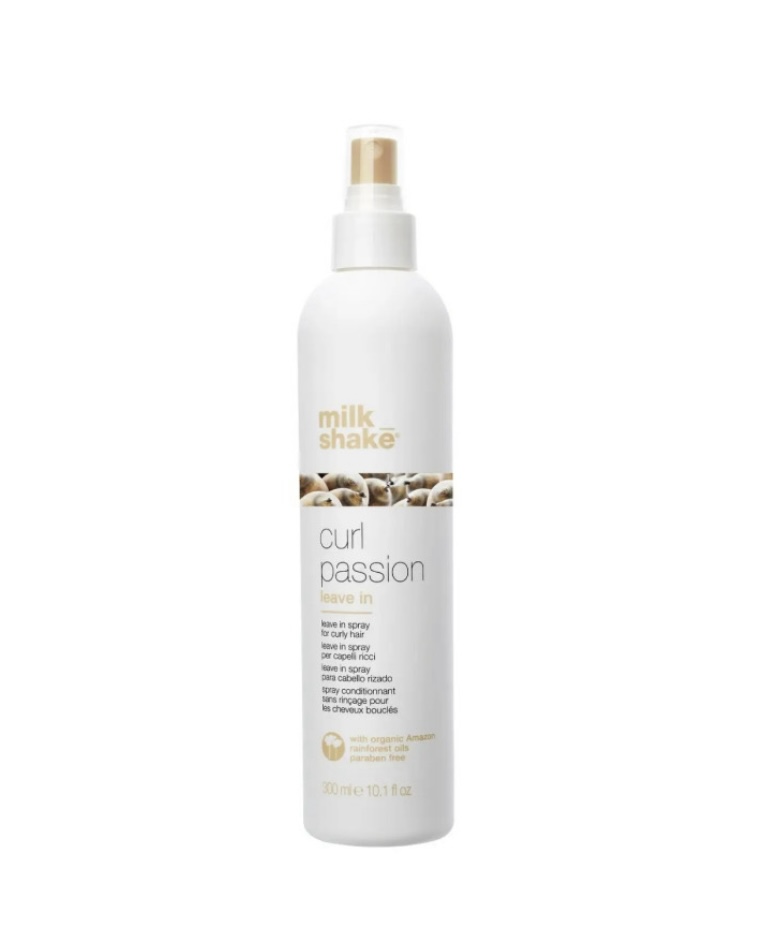 milk_
shake®
curl
passion
leave in
leave in spray
for curly hair
leave in spray
per capelli ricci
leave in spray
para cabello rizado
spray conditionnant
sans rinçage pour
les cheveux bouclés
with organic Amazon
rainforest oils
paraben free
300 ml ℮ 10.1 fl oz